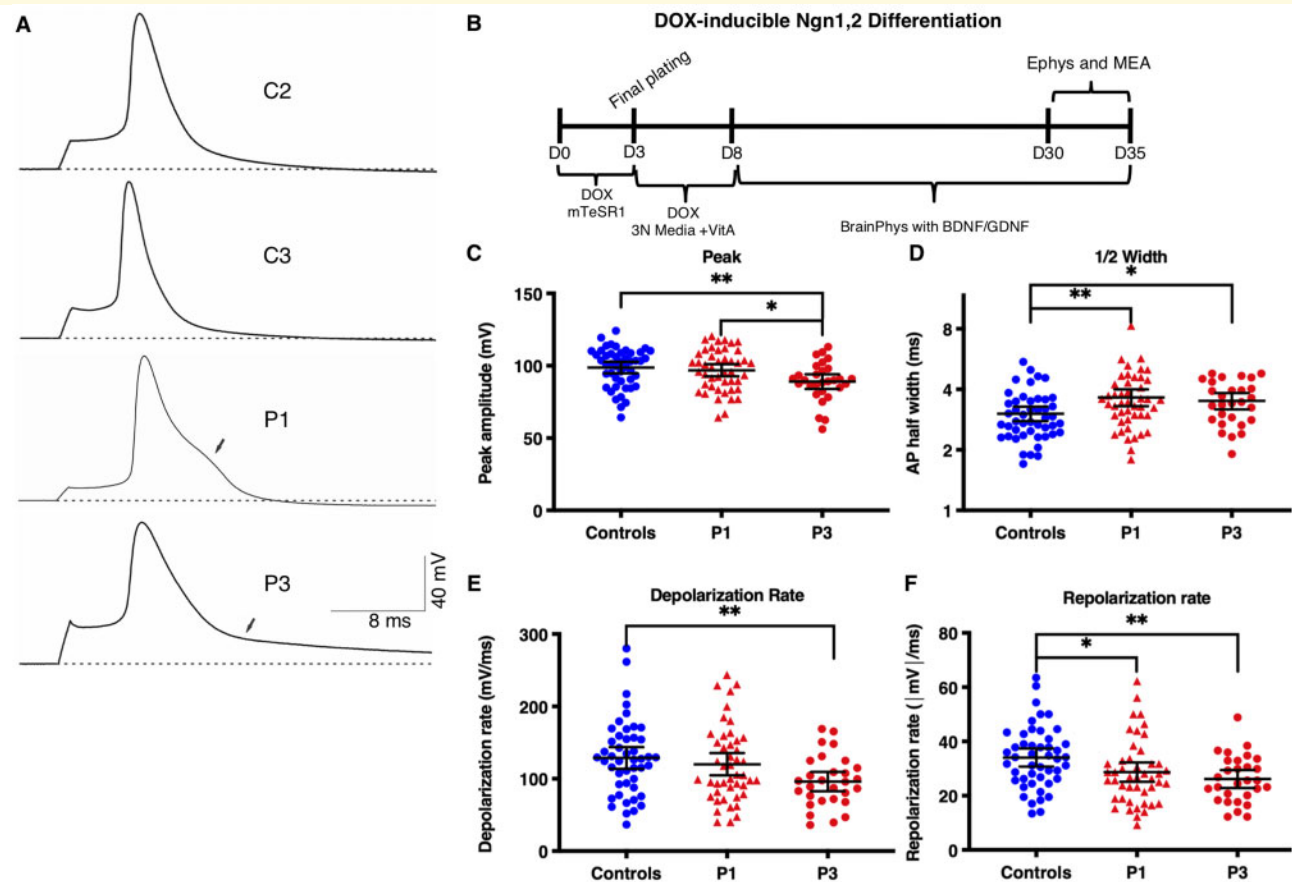 A
C2
C3
P1
P3
40 mV
8 ms
B
DOX-inducible Ngn1,2 Differentiation
Final plating
Ephys and MEA
D0
D3
D8
D30
D35
DOX
mTeSR1
DOX
3N Media +VitA
BrainPhys with BDNF/GDNF
C
Peak
**
*
Peak amplitude (mV)
150
100
50
0
Controls
P1
P3
D
1/2 Width
*
**
AP half width (ms)
8
4
2
1
Controls
P1
P3
E
Depolarization Rate
**
Depolarization rate (mV/ms)
300
200
100
0
Controls
P1
P3
F
Repolarization rate
**
*
Repolarization rate (|mV|/ms)
80
60
40
20
0
Controls
P1
P3